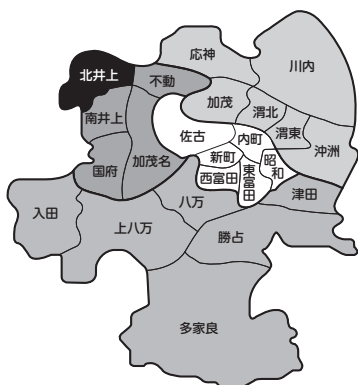 応神
川内
北井上
不動
加茂
渭北
南井上
渭東
沖洲
佐古
内町
昭和
新町
国府
加茂名
西富田
東富田
津田
入田
八万
上八万
勝占
多家良